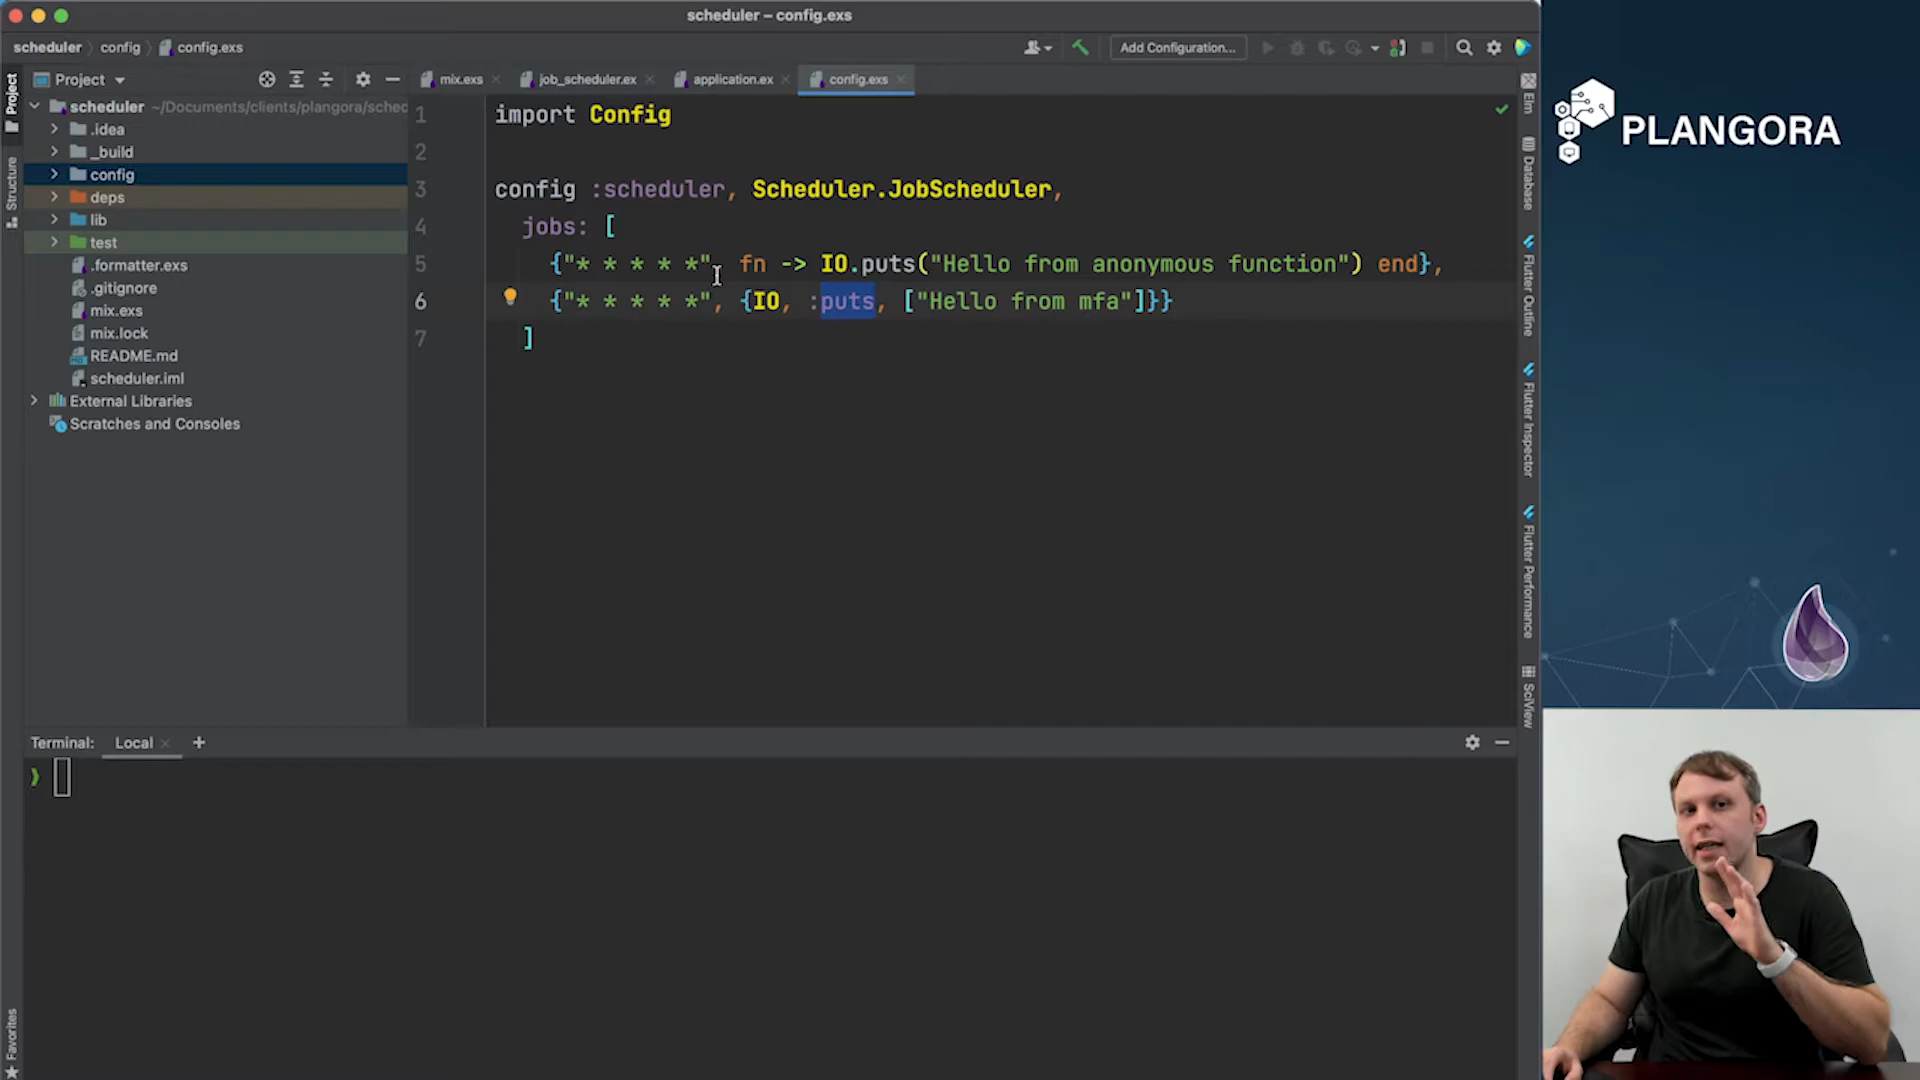 scheduler – config.exs
scheduler
config
config.exs
Add Configuration...
Project
mix.exs
job_scheduler.ex
application.ex
config.exs
Project
Structure
Favorites
scheduler ~/Documents/clients/plangora/sched
.idea
_build
config
deps
lib
test
.formatter.exs
.gitignore
mix.exs
mix.lock
README.md
scheduler.iml
External Libraries
Scratches and Consoles
1 import Config
2
3 config :scheduler, Scheduler.JobScheduler,
4 jobs: [
5 {"* * * * *", fn -> IO.puts("Hello from anonymous function") end},
6 {"* * * * *", {IO, :puts, ["Hello from mfa"]}}
7 ]
Elm
Database
Flutter Outline
Flutter Inspector
Flutter Performance
SciView
Terminal:
Local
PLANGORA